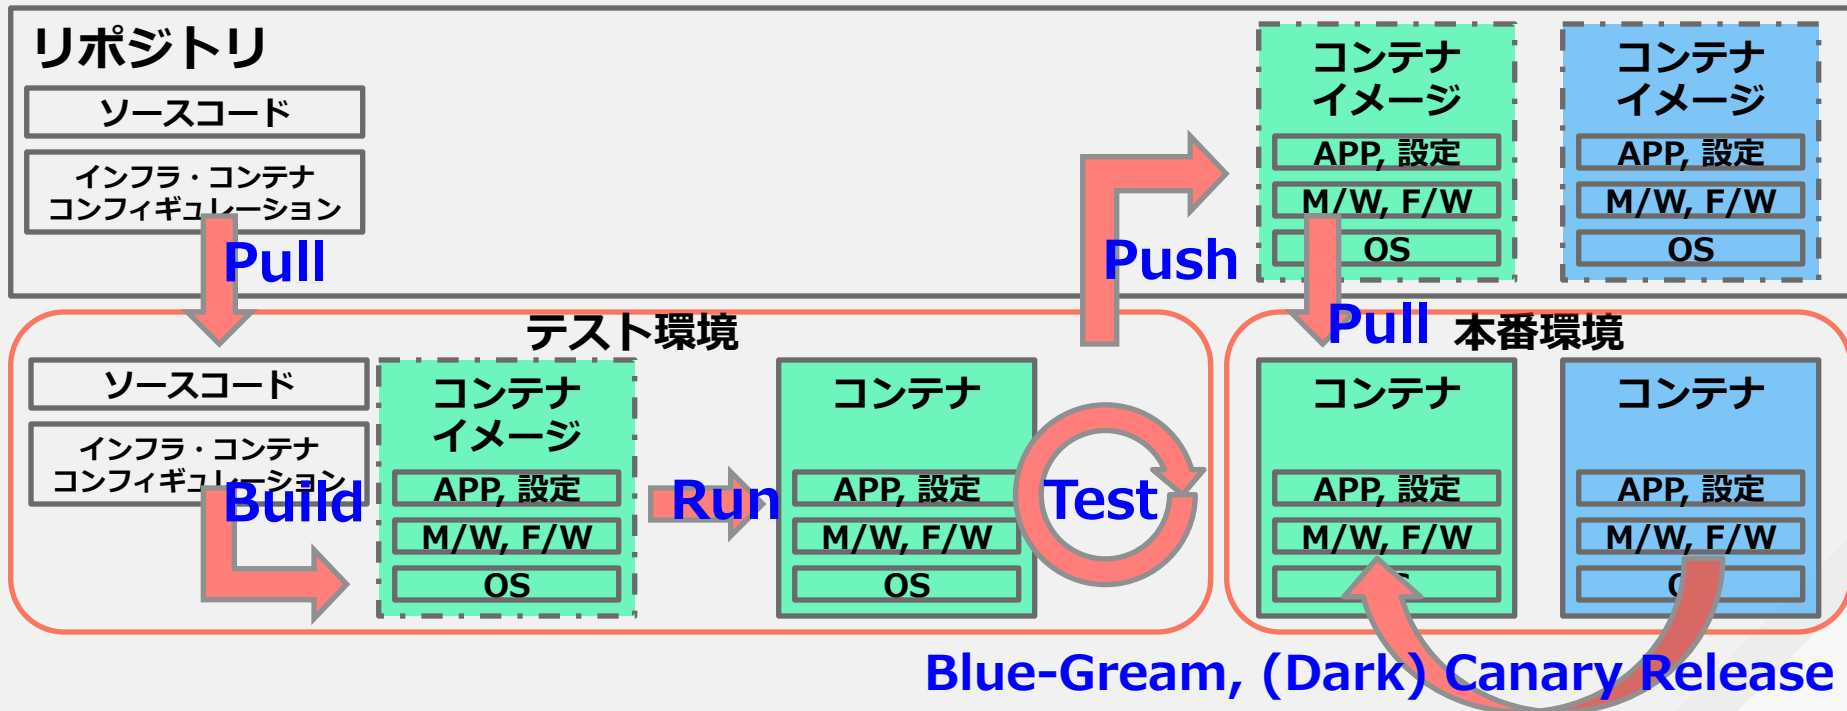 リポジトリ
ソースコード
インフラ・コンテナ
コンフィギュレーション
Pull
Push
コンテナ
イメージ
APP, 設定
M/W, F/W
OS
コンテナ
イメージ
APP, 設定
M/W, F/W
OS
テスト環境
ソースコード
インフラ・コンテナ
コンフィギュレーション
Build
コンテナ
イメージ
APP, 設定
M/W, F/W
OS
Run
コンテナ
APP, 設定
M/W, F/W
OS
Test
Pull
本番環境
コンテナ
APP, 設定
M/W, F/W
コンテナ
APP, 設定
M/W, F/W
Blue-Gream, (Dark) Canary Release